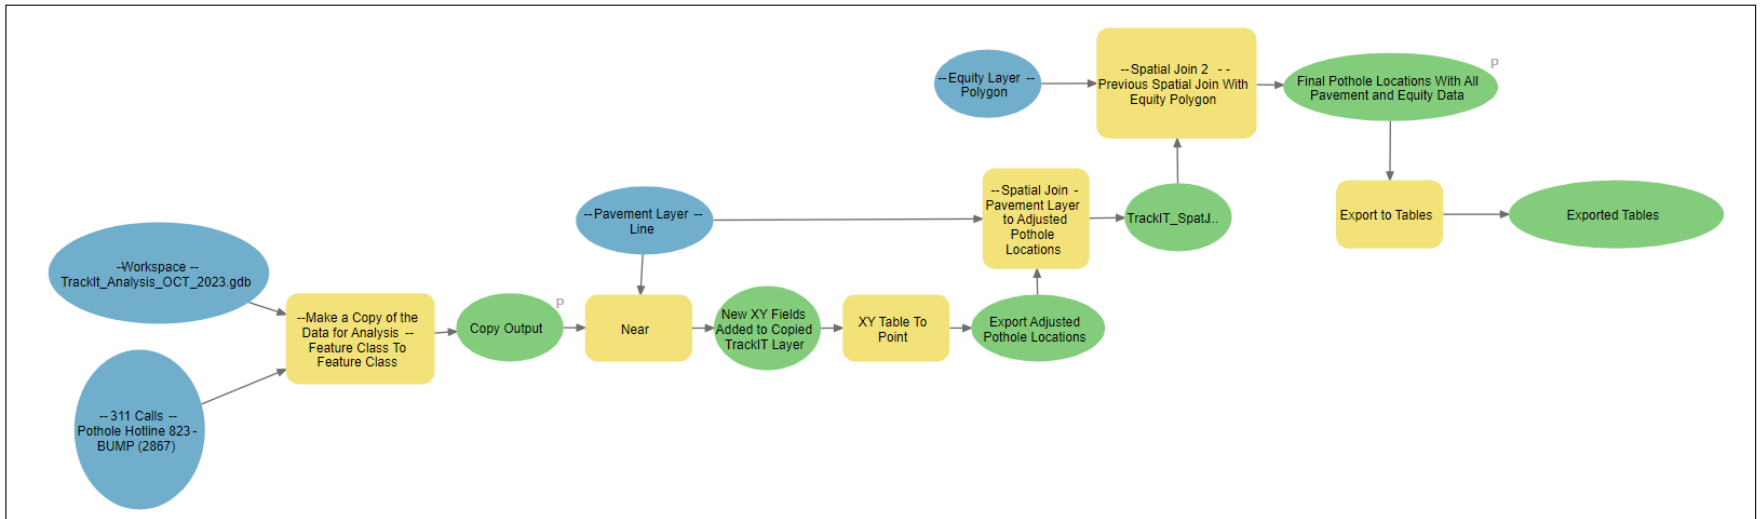 --Workspace --
TrackIt_Analysis_OCT_2023.gdb
--311 Calls --
Pothole Hotline 823 -
BUMP (2867)
--Make a Copy of the
Data for Analysis --
Feature Class To
Feature Class
P
Copy Output
--Pavement Layer --
Line
Near
New XY Fields
Added to Copied
TrackIT Layer
XY Table To
Point
Export Adjusted
Pothole Locations
--Spatial Join -
Pavement Layer
to Adjusted
Pothole
Locations
TrackIT_SpatJ...
--Equity Layer --
Polygon
--Spatial Join 2 - -
Previous Spatial Join With
Equity Polygon
P
Final Pothole Locations With All
Pavement and Equity Data
Export to Tables
Exported Tables